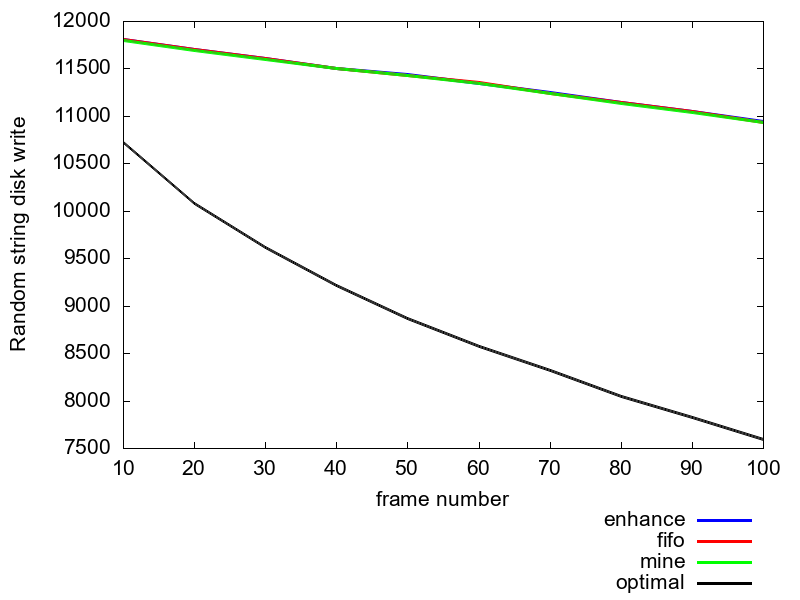 12000
11500
11000
10500
10000
9500
9000
8500
8000
7500
Random string disk write
10 20 30 40 50 60 70 80 90 100
frame number
enhance
fifo
mine
optimal